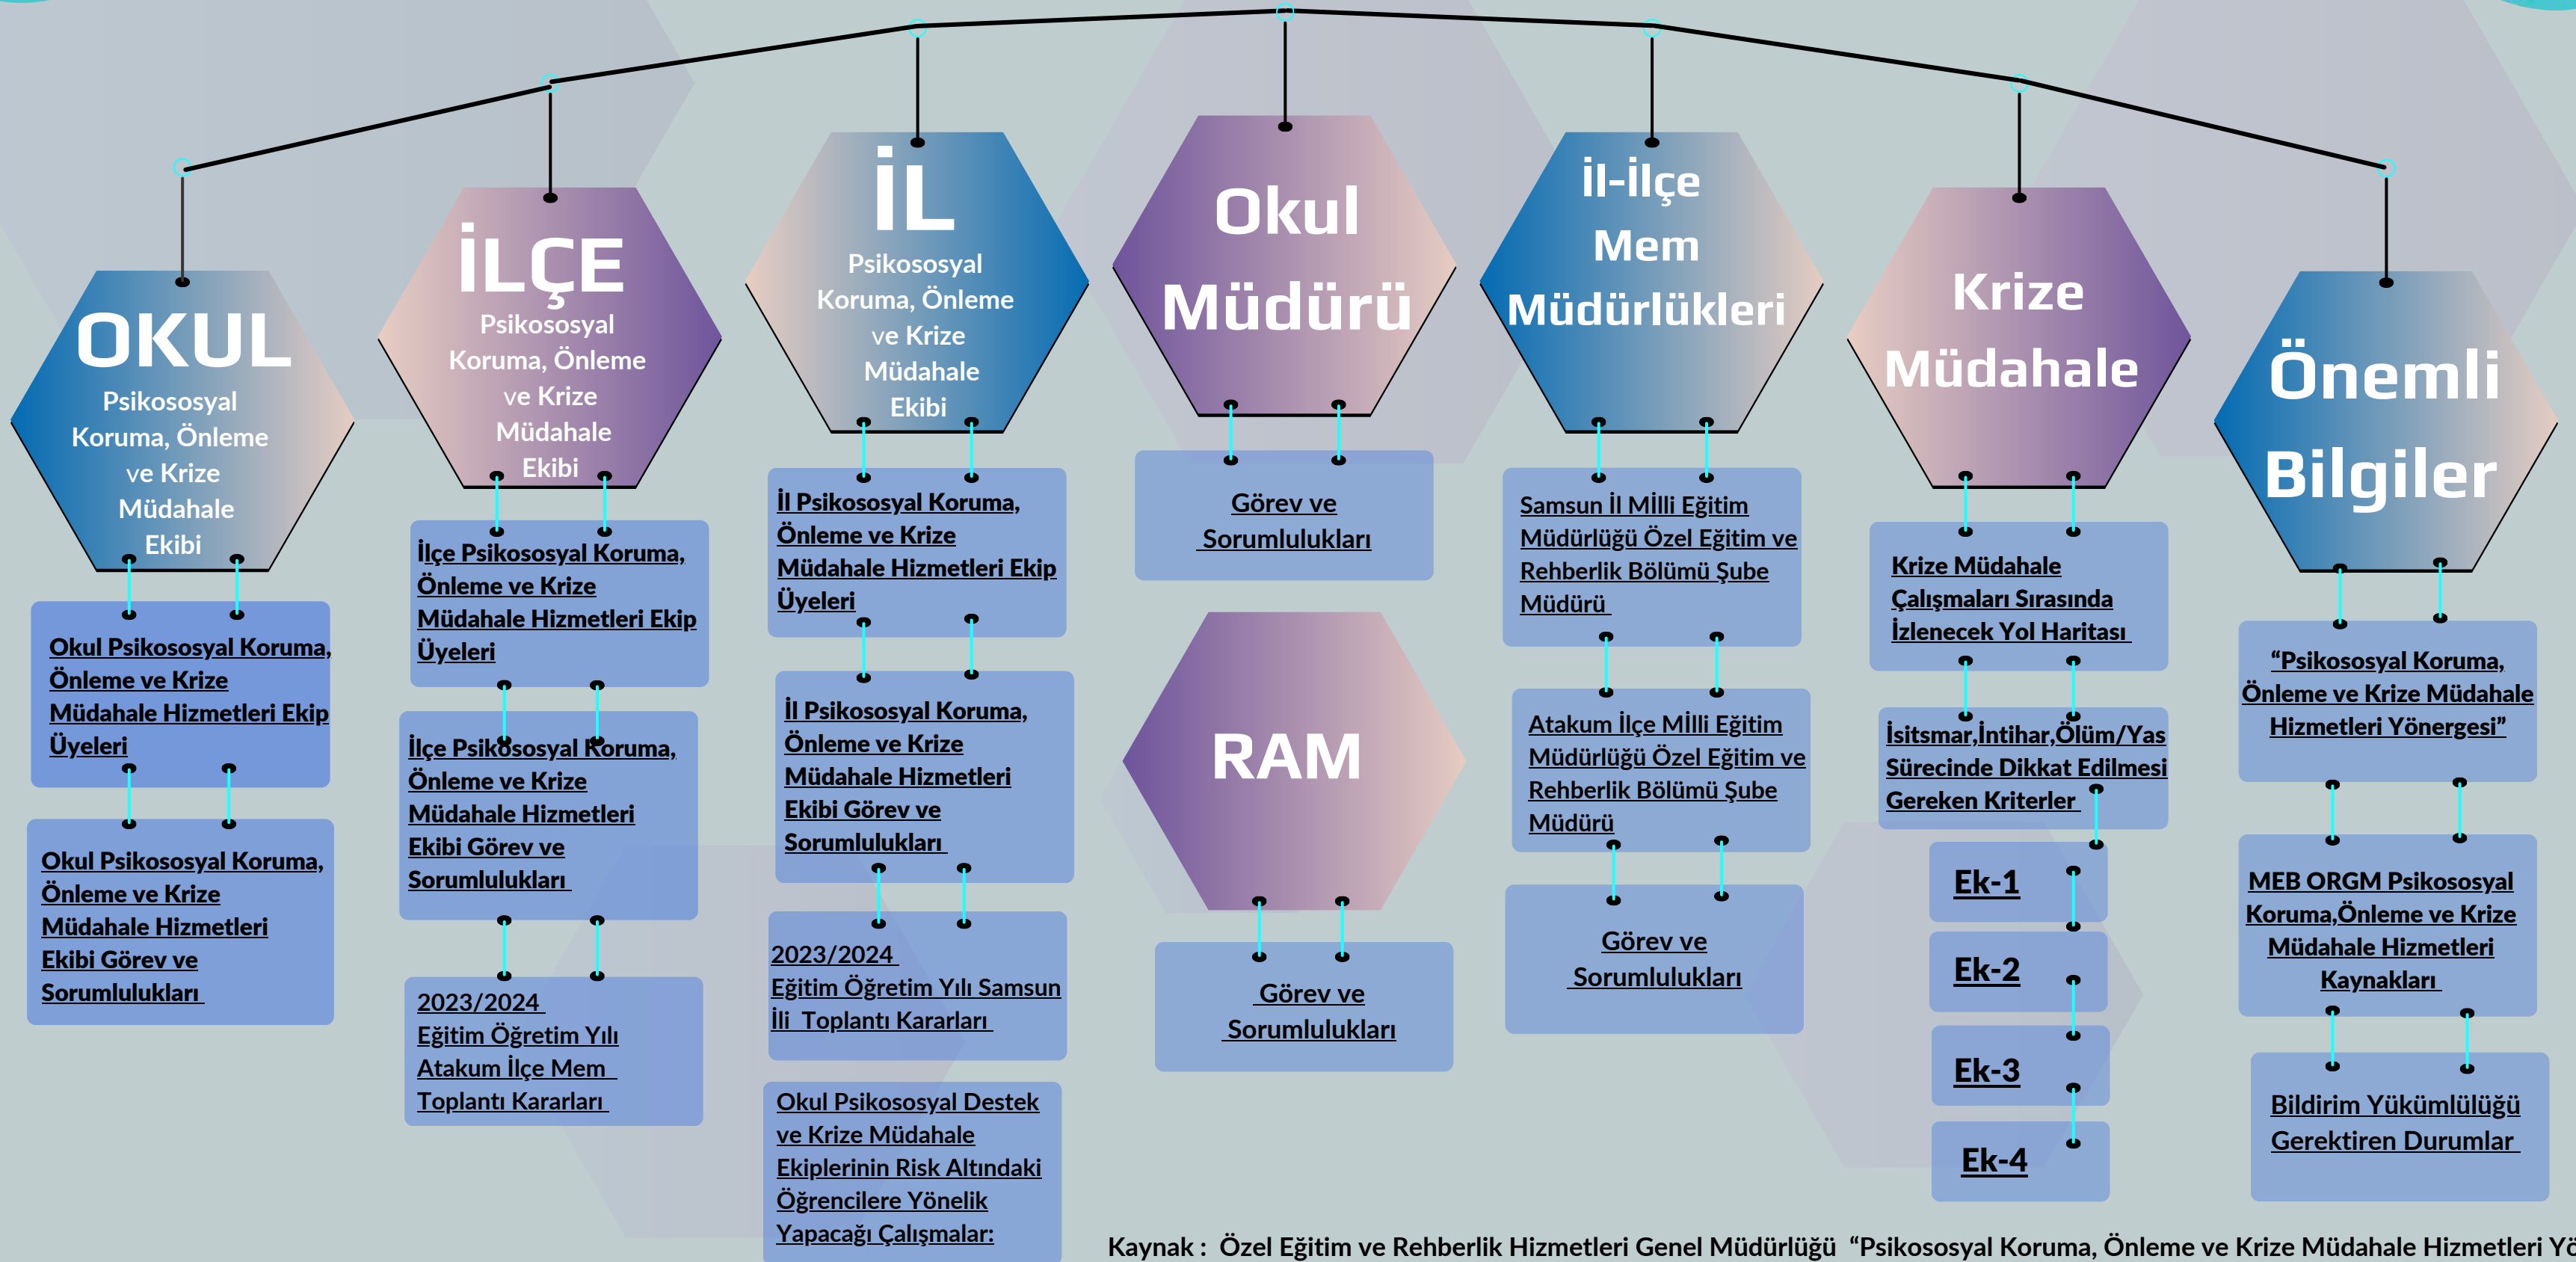 OKUL
Psikososyal
Koruma, Önleme
ve Krize
Müdahale
Ekibi
Okul Psikososyal Koruma,
Önleme ve Krize
Müdahale Hizmetleri Ekip
Üyeleri
Okul Psikososyal Koruma,
Önleme ve Krize
Müdahale Hizmetleri
Ekibi Görev ve
Sorumlulukları
İLÇE
Psikososyal
Koruma, Önleme
ve Krize
Müdahale
Ekibi
İlçe Psikososyal Koruma,
Önleme ve Krize
Müdahale Hizmetleri Ekip
Üyeleri
İlçe Psikososyal Koruma,
Önleme ve Krize
Müdahale Hizmetleri
Ekibi Görev ve
Sorumlulukları
2023/2024
Eğitim Öğretim Yılı
Atakum İlçe Mem
Toplantı Kararları
İL
Psikososyal
Koruma, Önleme
ve Krize
Müdahale
Ekibi
İl Psikososyal Koruma,
Önleme ve Krize
Müdahale Hizmetleri Ekip
Üyeleri
İl Psikososyal Koruma,
Önleme ve Krize
Müdahale Hizmetleri
Ekibi Görev ve
Sorumlulukları
2023/2024
Eğitim Öğretim Yılı Samsun
İli Toplantı Kararları
Okul Psikososyal Destek
ve Krize Müdahale
Ekiplerinin Risk Altındaki
Öğrencilere Yönelik
Yapacağı Çalışmalar:
Okul
Müdürü
Görev ve
Sorumlulukları
RAM
Görev ve
Sorumlulukları
İl-İlçe
Mem
Müdürlükleri
Samsun İl Mİlli Eğitim
Müdürlüğü Özel Eğitim ve
Rehberlik Bölümü Şube
Müdürü
Atakum İlçe Mİlli Eğitim
Müdürlüğü Özel Eğitim ve
Rehberlik Bölümü Şube
Müdürü
Görev ve
Sorumlulukları
Krize
Müdahale
Krize Müdahale
Çalışmaları Sırasında
İzlenecek Yol Haritası
İsitsmar,İntihar,Ölüm/Yas
Sürecinde Dikkat Edilmesi
Gereken Kriterler
Ek-1
Ek-2
Ek-3
Ek-4
Önemli
Bilgiler
“Psikososyal Koruma,
Önleme ve Krize Müdahale
Hizmetleri Yönergesi”
MEB ORGM Psikososyal
Koruma,Önleme ve Krize
Müdahale Hizmetleri
Kaynakları
Bildirim Yükümlülüğü
Gerektiren Durumlar
Kaynak : Özel Eğitim ve Rehberlik Hizmetleri Genel Müdürlüğü “Psikososyal Koruma, Önleme ve Krize Müdahale Hizmetleri